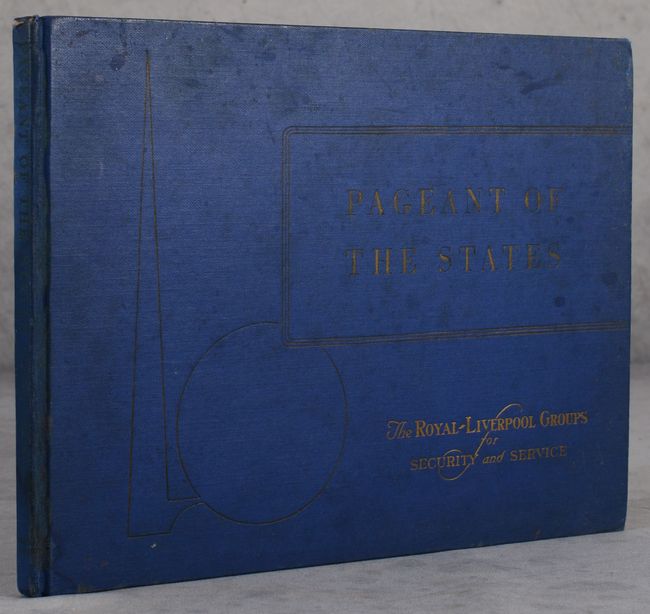 PAGEANT OF
THE STATES
The ROYAL-LIVERPOOL GROUPS
for
SECURITY and SERVICE
PAGEANT OF THE